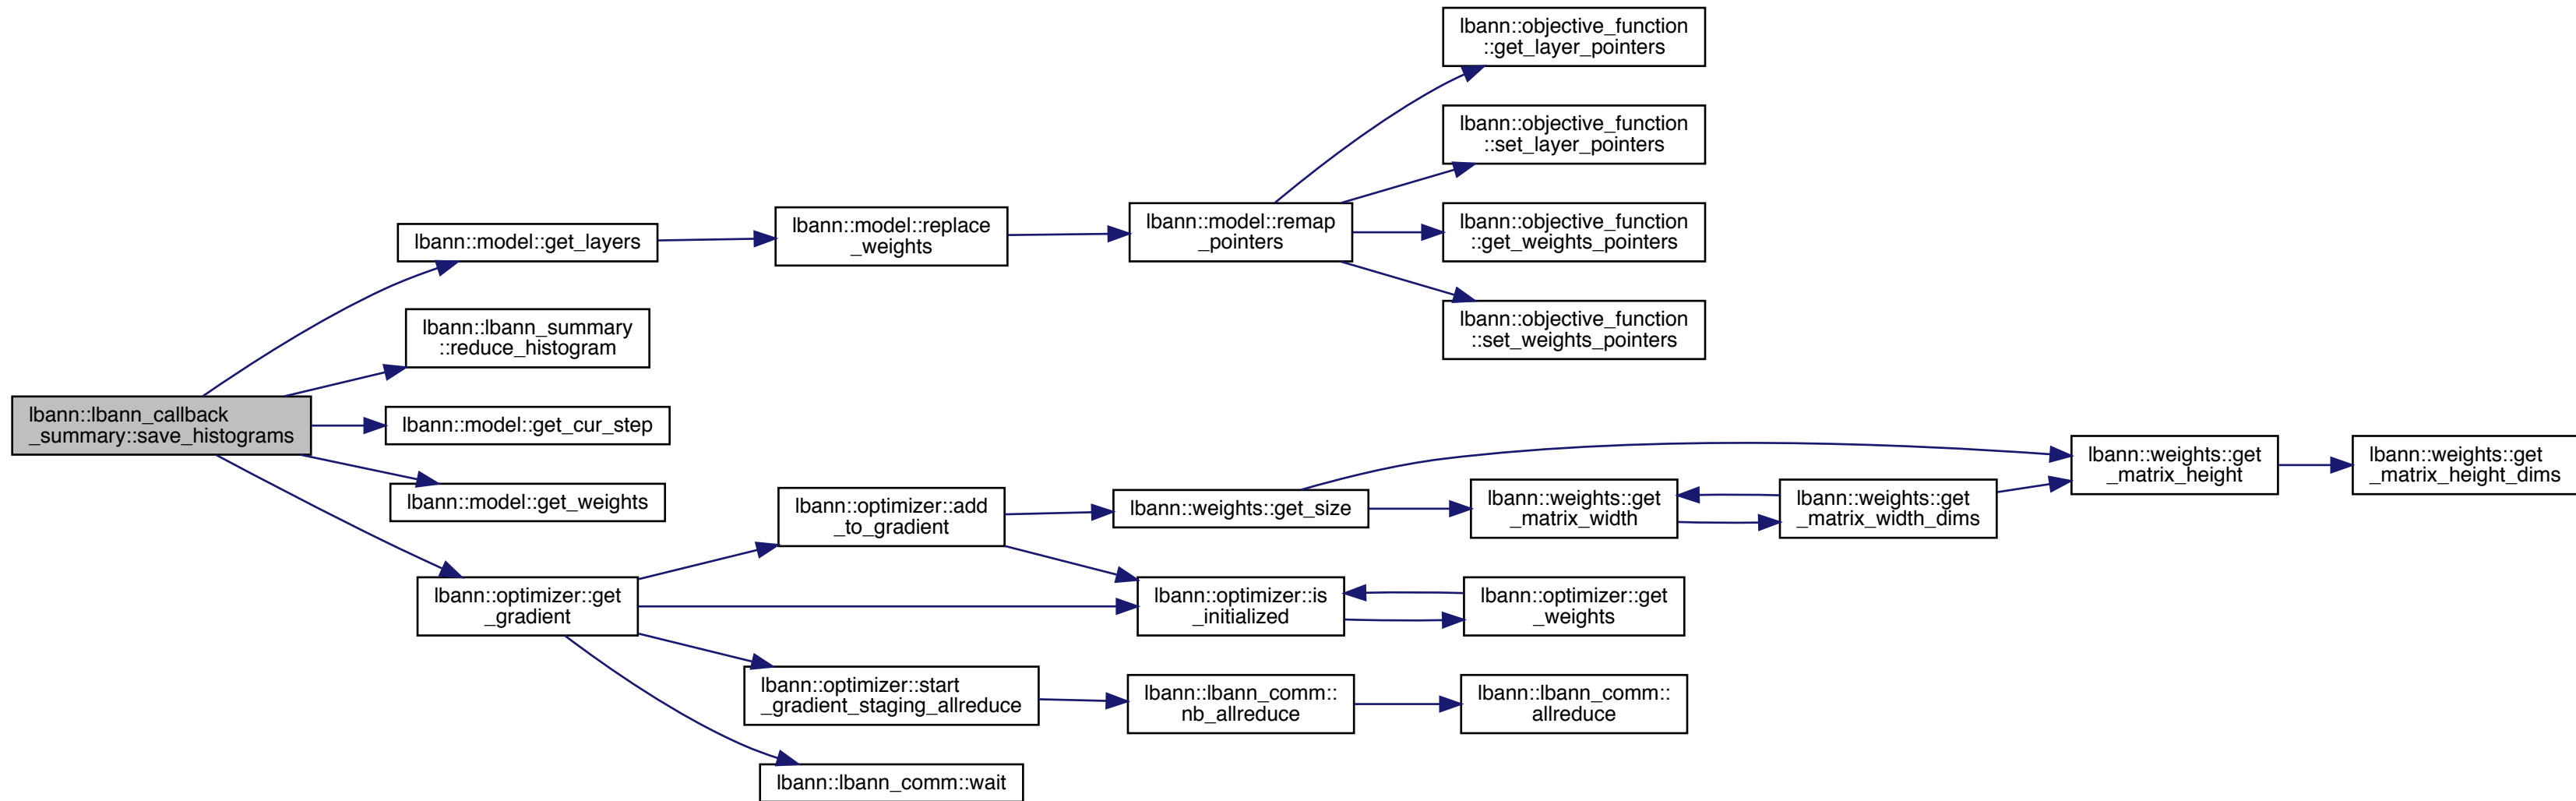 lbann::objective_function
::get_layer_pointers
lbann::objective_function
::set_layer_pointers
lbann::model::get_layers
lbann::model::replace
_weights
lbann::model::remap
_pointers
lbann::objective_function
::get_weights_pointers
lbann::lbann_summary
::reduce_histogram
lbann::objective_function
::set_weights_pointers
lbann::lbann_callback
_summary::save_histograms
lbann::model::get_cur_step
lbann::model::get_weights
lbann::optimizer::add
_to_gradient
lbann::weights::get_size
lbann::weights::get
_matrix_width
lbann::weights::get
_matrix_width_dims
lbann::weights::get
_matrix_height
lbann::weights::get
_matrix_height_dims
lbann::optimizer::get
_gradient
lbann::optimizer::is
_initialized
lbann::optimizer::get
_weights
lbann::optimizer::start
_gradient_staging_allreduce
lbann::lbann_comm::
nb_allreduce
lbann::lbann_comm::
allreduce
lbann::lbann_comm::wait